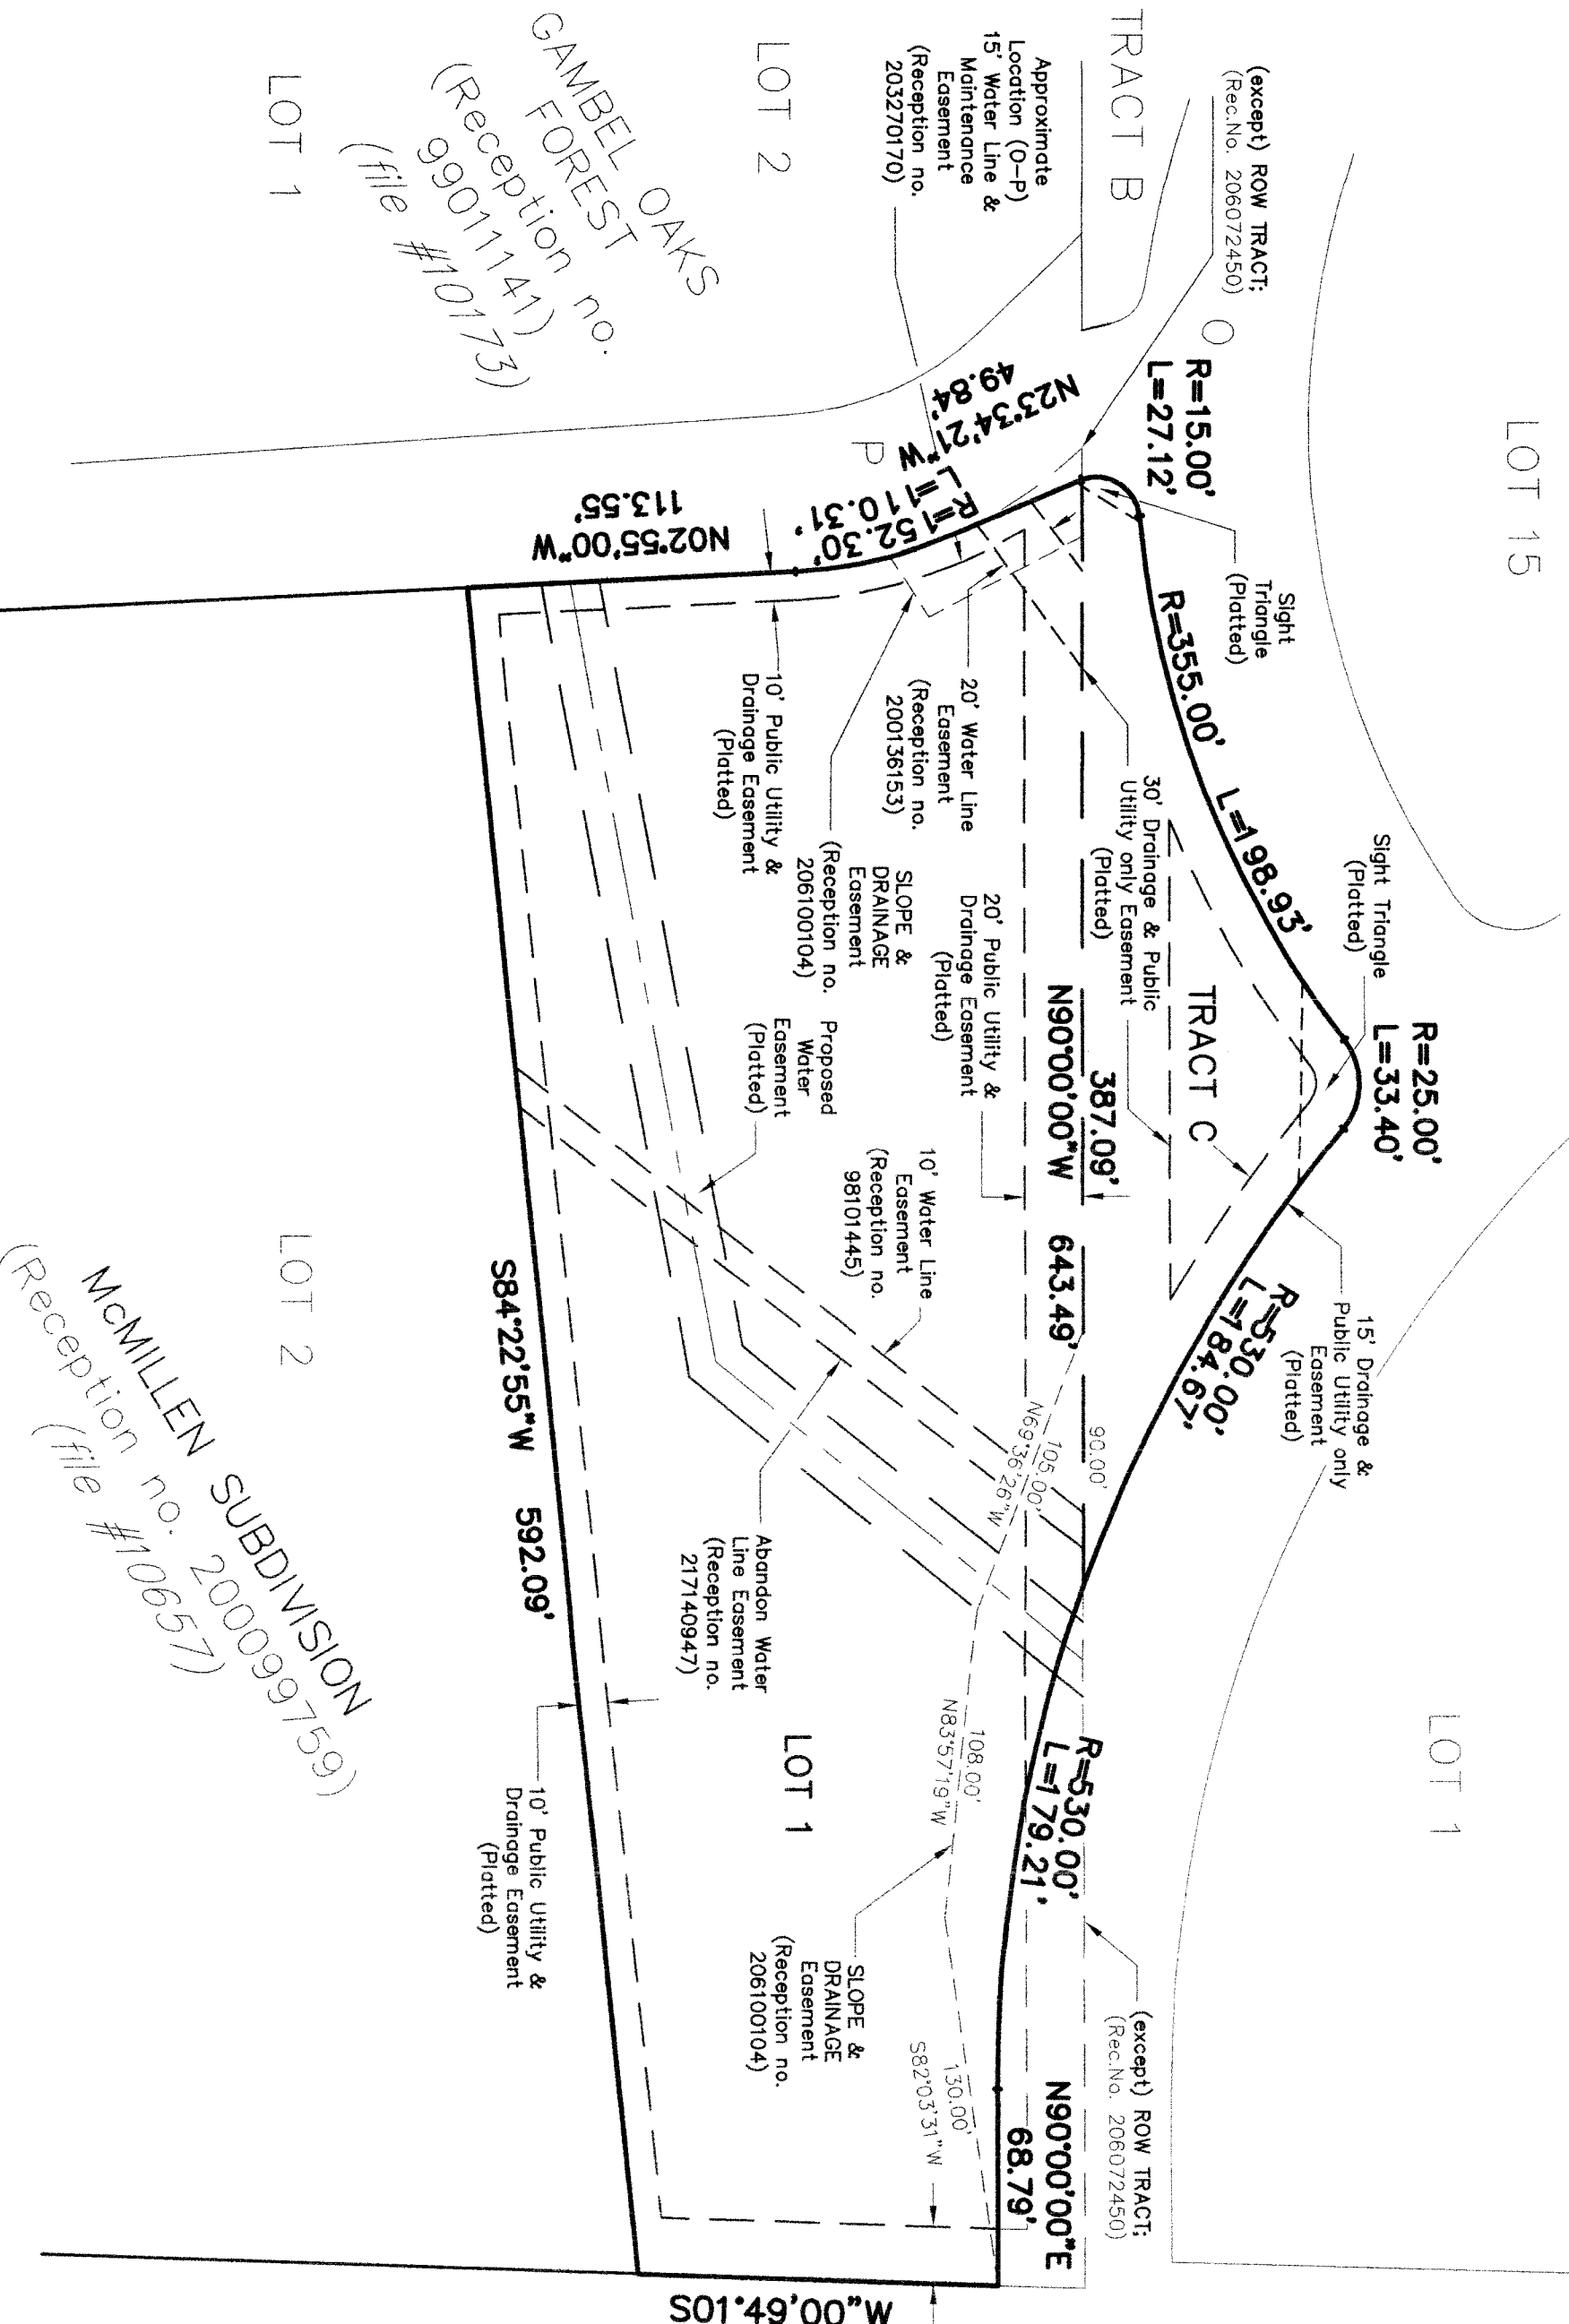 LOT 15
LOT 1
(except) ROW TRACT;
(Rec.No. 206072450)
O
TRACT B
R=15.00'
L=27.12'
Sight
Triangle
(Platted)
R=355.00'
L=198.93'
Sight Triangle
(Platted)
R=25.00'
L=33.40'
15' Drainage &
Public Utility only
Easement
(Platted)
R=530.00'
L=184.67'
TRACT C
30' Drainage & Public
Utility only Easement
(Platted)
387.09'
N90°00'00"W 643.49'
90.00'
105.00'
N69°36'26"W
R=530.00'
L=179.21'
(except) ROW TRACT;
(Rec.No. 206072450)
N90°00'00"E
68.79'
Approximate
Location (O-P)
15' Water Line &
Maintenance
Easement
(Reception no.
203270170)
N23°34'21"W
49.84'
P
R=152.30'
L=110.31'
20' Water Line
Easement
(Reception no.
200136153)
20' Public Utility &
Drainage Easement
(Platted)
SLOPE &
DRAINAGE
Easement
(Reception no.
206100104)
10' Water Line
Easement
(Reception no.
98101445)
Proposed
Water
Easement
(Platted)
108.00'
N83°57'19"W
130.00'
S82°03'31"W
SLOPE &
DRAINAGE
Easement
(Reception no.
206100104)
LOT 1
Abandon Water
Line Easement
(Reception no.
217140947)
10' Public Utility &
Drainage Easement
(Platted)
N02°55'00"W
113.55'
LOT 2
GAMBEL OAKS
FOREST
(Reception no.
99011141)
(file #10173)
LOT 1
S84°22'55"W 592.09'
10' Public Utility &
Drainage Easement
(Platted)
S01°49'00"W
LOT 2
McMILLEN SUBDIVISION
(Reception no. 200099759)
(file #10657)